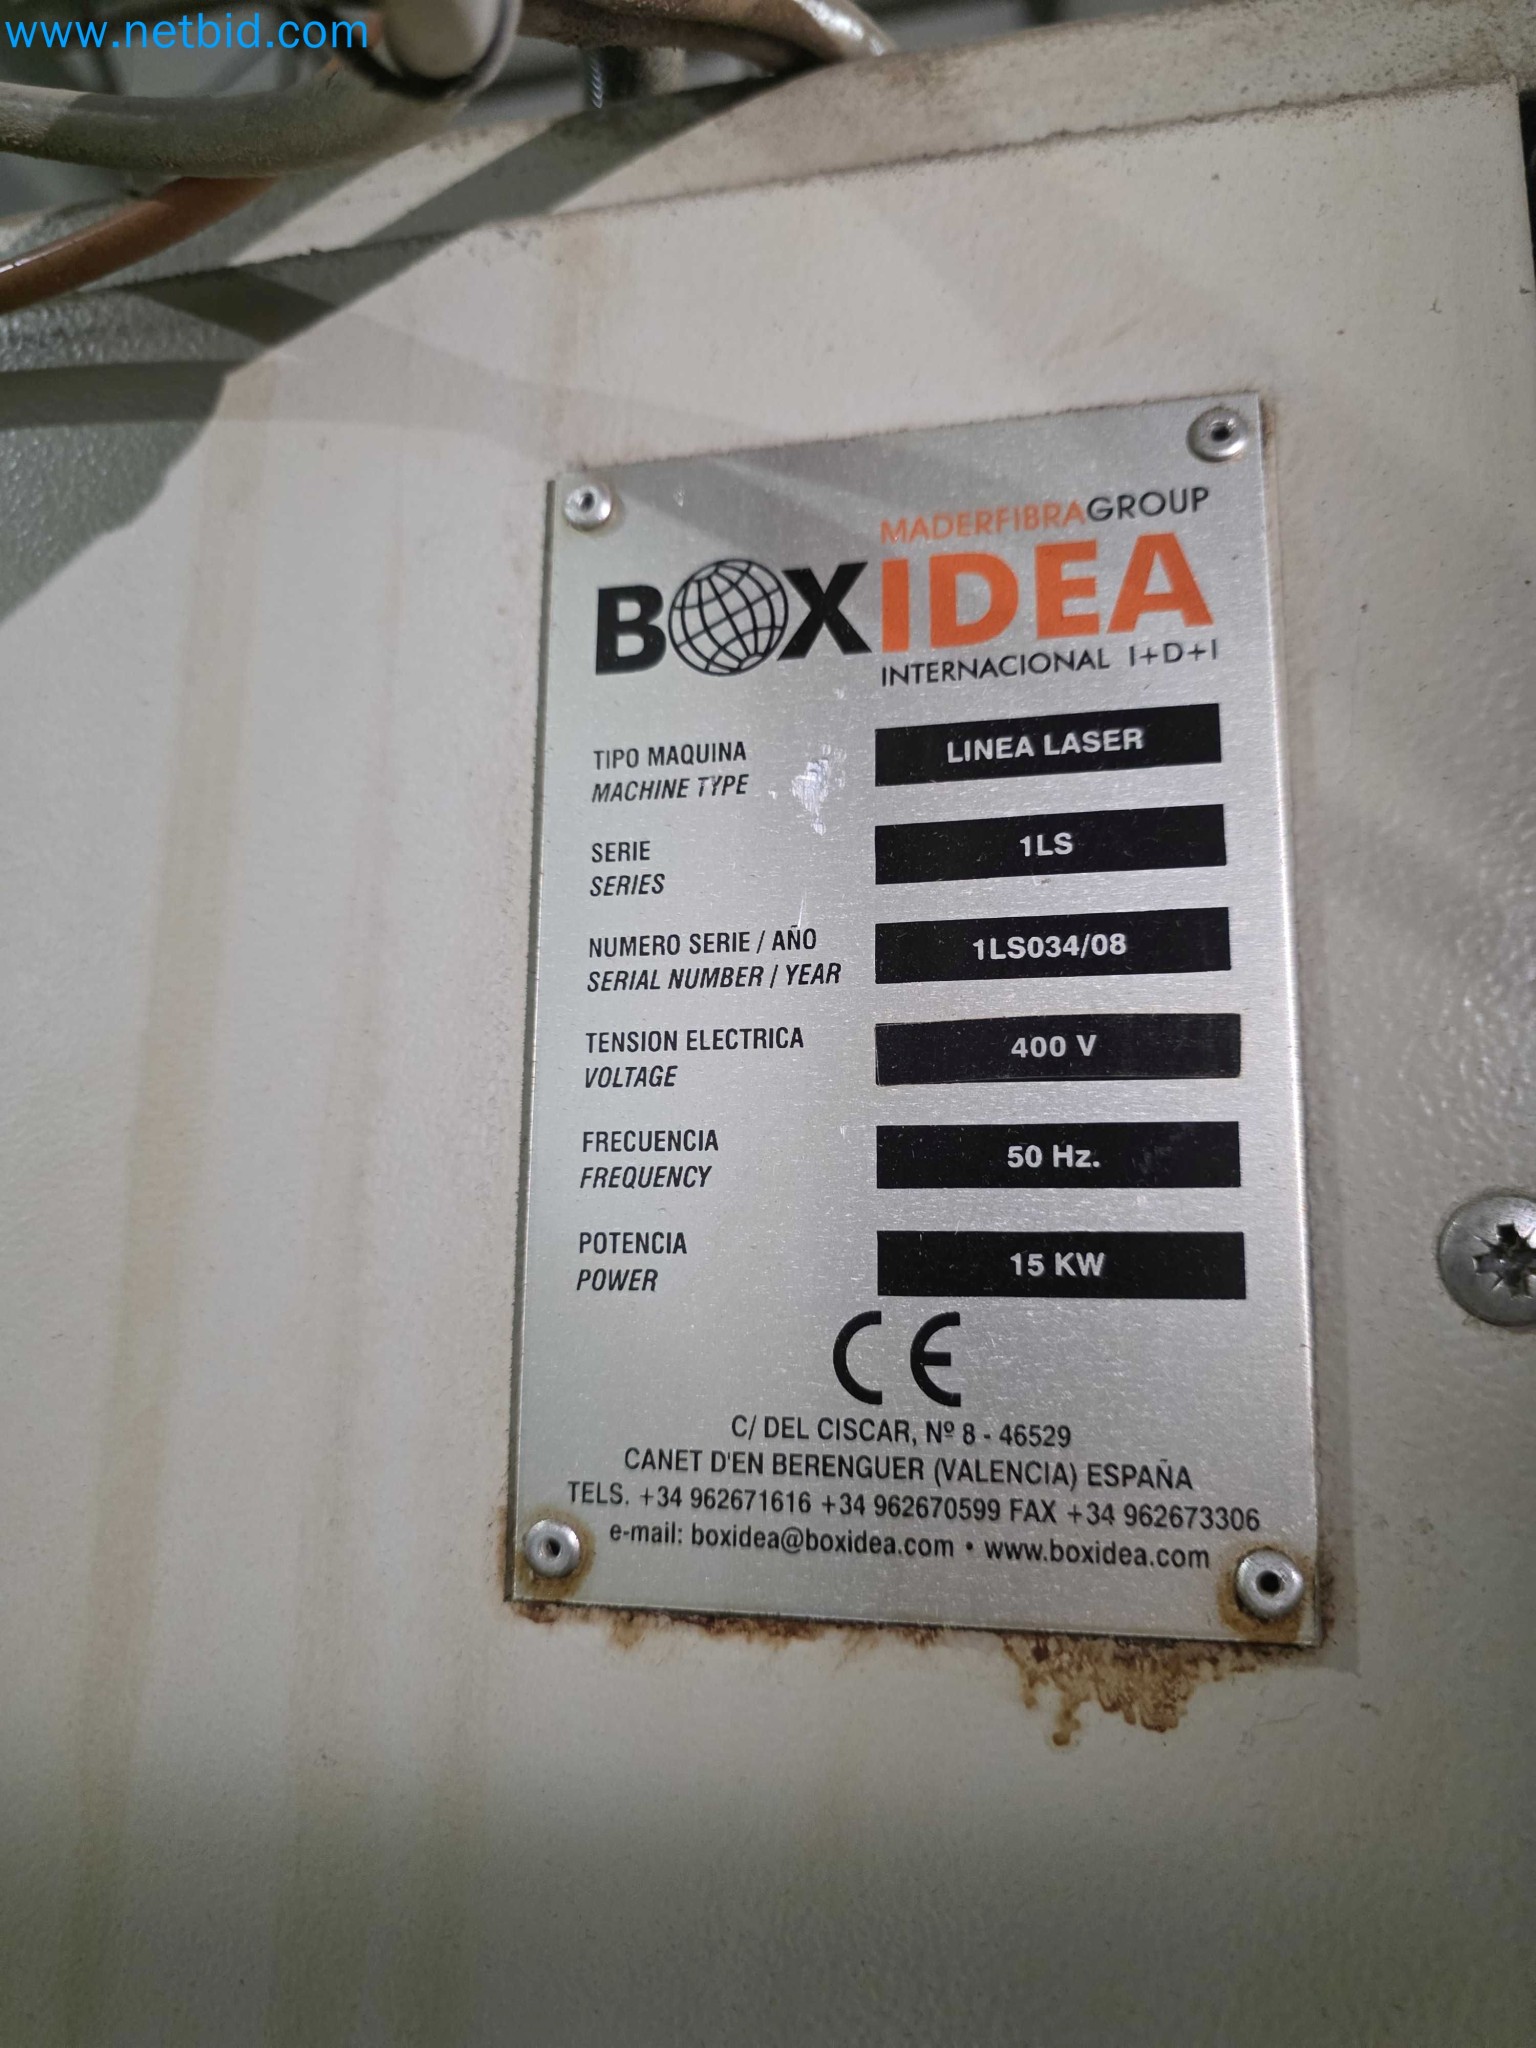 www.netbid.com
MADERFIBRAGROUP
BOXIDEA
INTERNACIONAL I+D+I
TIPO MAQUINA LINEA LASER
MACHINE TYPE
SERIE 1LS
SERIES
NUMERO SERIE / AÑO 1LS034/08
SERIAL NUMBER / YEAR
TENSION ELECTRICA 400 V
VOLTAGE
FRECUENCIA 50 Hz.
FREQUENCY
POTENCIA 15 KW
POWER
CE
C/ DEL CISCAR, Nº 8 - 46529
CANET D'EN BERENGUER (VALENCIA) ESPAÑA
TELS. +34 962671616 +34 962670599 FAX +34 962673306
e-mail: boxidea@boxidea.com • www.boxidea.com